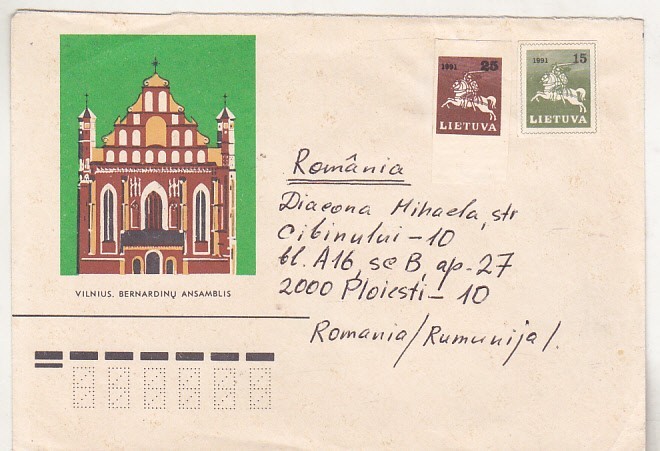 1991 25
LIETUVA
1991 15
LIETUVA
România
Diacona Mihaela, str
Cibinului - 10
bl. A16, sc B, ap. 27
2000 Ploiesti - 10
Romania / Rumunija /.
VILNIUS. BERNARDINŲ ANSAMBLIS